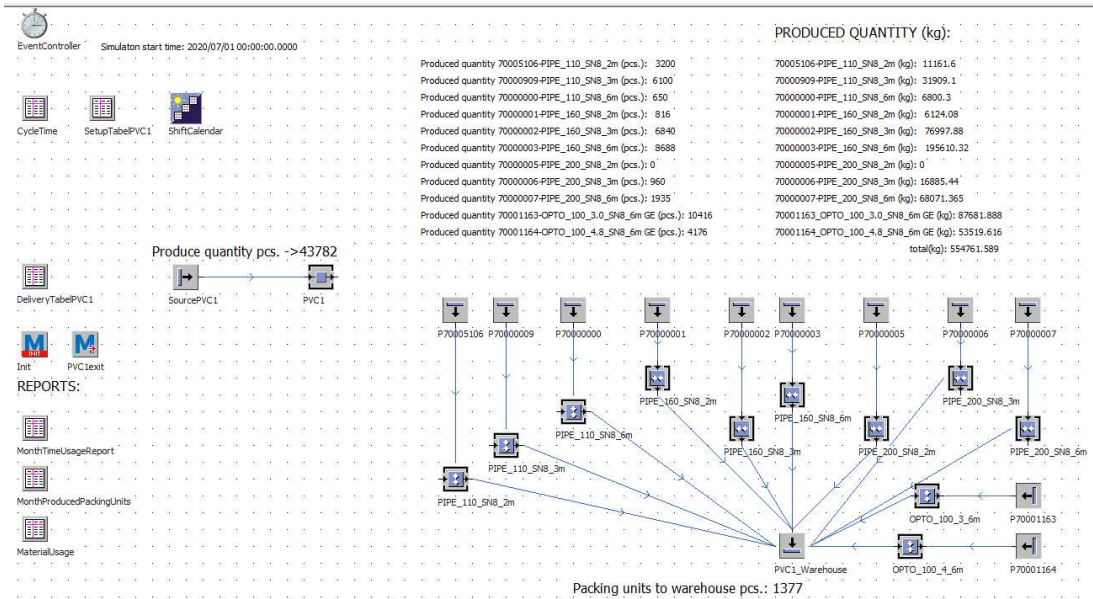 PRODUCED QUANTITY (kg):
EventController
Simulaton start time: 2020/07/01 00:00:00.0000
Produced quantity 70005106-PIPE_110_SN8_2m (pcs.): 3200
70005106-PIPE_110_SN8_2m (kg): 11161.6
Produced quantity 70000909-PIPE_110_SN8_3m (pcs.): 6100
70000909-PIPE_110_SN8_3m (kg): 31909.1
Produced quantity 70000000-PIPE_110_SN8_6m (pcs.): 650
70000000-PIPE_110_SN8_6m (kg): 6800.3
Produced quantity 70000001-PIPE_160_SN8_2m (pcs.): 816
70000001-PIPE_160_SN8_2m (kg): 6124.08
CycleTime
SetupTabelPVC1
ShiftCalendar
Produced quantity 70000002-PIPE_160_SN8_3m (pcs.): 6840
70000002-PIPE_160_SN8_3m (kg): 76997.88
Produced quantity 70000003-PIPE_160_SN8_6m (pcs.): 8688
70000003-PIPE_160_SN8_6m (kg): 195610.32
Produced quantity 70000005-PIPE_200_SN8_2m (pcs.): 0
70000005-PIPE_200_SN8_2m (kg): 0
Produced quantity 70000006-PIPE_200_SN8_3m (pcs.): 960
70000006-PIPE_200_SN8_3m (kg): 16885.44
Produced quantity 70000007-PIPE_200_SN8_6m (pcs.): 1935
70000007-PIPE_200_SN8_6m (kg): 68071.365
Produced quantity 70001163-OPTO_100_3.0_SN8_6m GE (pcs.): 10416
70001163_OPTO_100_3.0_SN8_6m GE (kg): 87681.888
Produced quantity 70001164-OPTO_100_4.8_SN8_6m GE (pcs.): 4176
70001164_OPTO_100_4.8_SN8_6m GE (kg): 53519.616
total(kg): 554761.589
Produce quantity pcs. ->43782
DeliveryTabelPVC1
SourcePVC1
PVC1
P70005106
P70000009
P70000000
P70000001
P70000002
P70000003
P70000005
P70000006
P70000007
Init
INIT
PVC1exit
REPORTS:
PIPE_160_SN8_2m
PIPE_200_SN8_3m
PIPE_160_SN8_6m
PIPE_110_SN8_6m
MonthTimeUsageReport
PIPE_160_SN8_3m
PIPE_200_SN8_2m
PIPE_200_SN8_6m
PIPE_110_SN8_3m
MonthProducedPackingUnits
PIPE_110_SN8_2m
OPTO_100_3_6m
P70001163
MaterialUsage
PVC1_Warehouse
OPTO_100_4_6m
P70001164
Packing units to warehouse pcs.: 1377